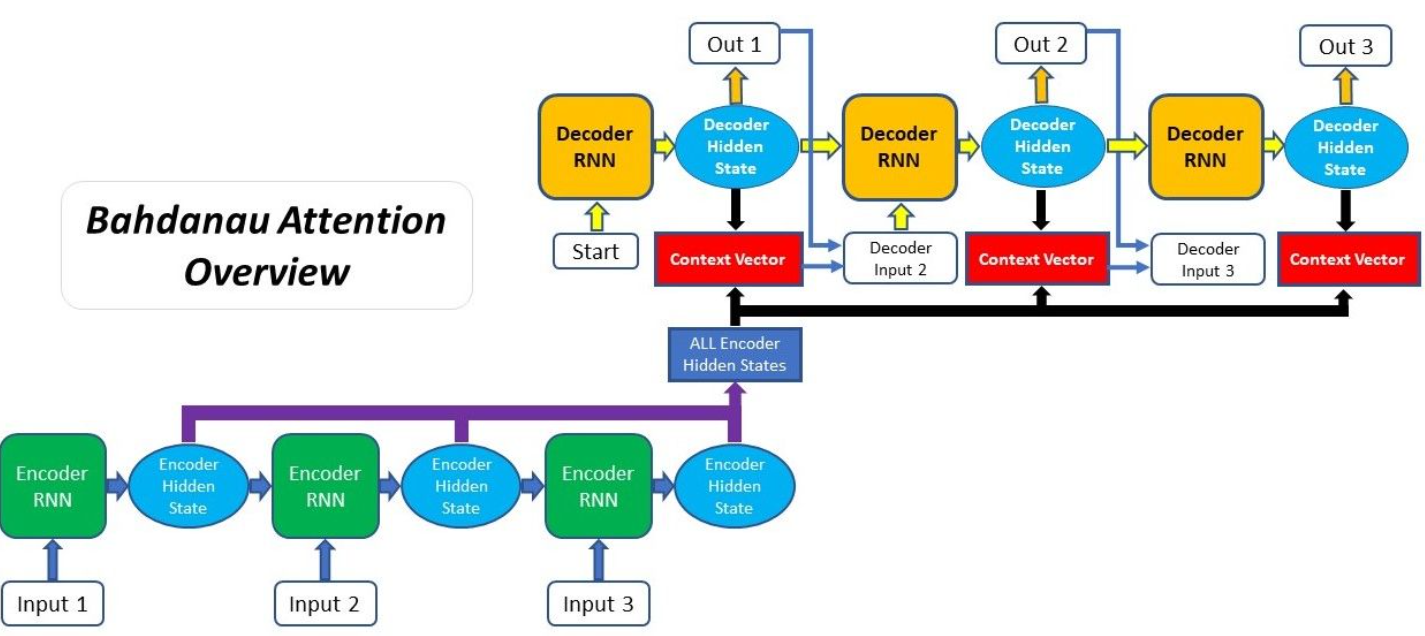 Out 1
Out 2
Out 3
Decoder
RNN
Decoder
Hidden
State
Decoder
RNN
Decoder
Hidden
State
Decoder
RNN
Decoder
Hidden
State
Bahdanau Attention
Overview
Start
Context Vector
Decoder
Input 2
Context Vector
Decoder
Input 3
Context Vector
ALL Encoder
Hidden States
Encoder
RNN
Encoder
Hidden
State
Encoder
RNN
Encoder
Hidden
State
Encoder
RNN
Encoder
Hidden
State
Input 1
Input 2
Input 3